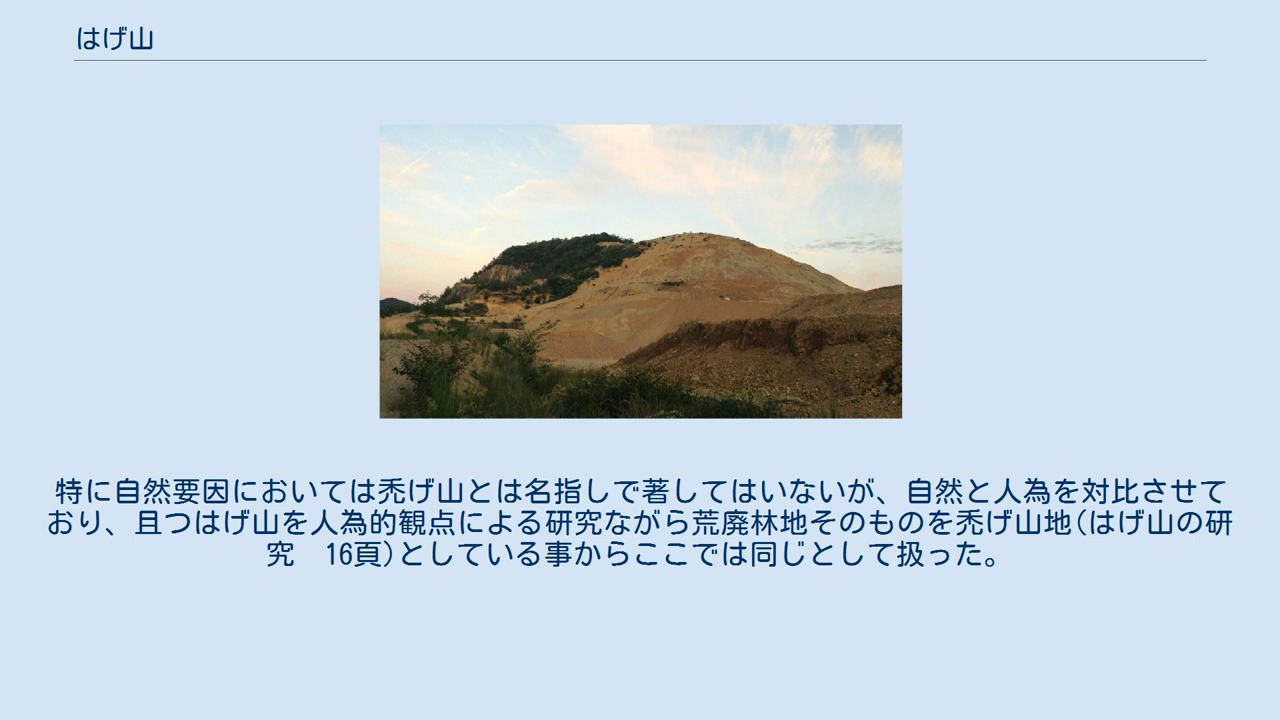 はげ山
特に自然要因においては禿げ山とは名指しで著してはいないが、自然と人為を対比させて
おり、且つはげ山を人為的観点による研究ながら荒廃林地そのものを禿げ山地(はげ山の研
究　16頁)としている事からここでは同じとして扱った。